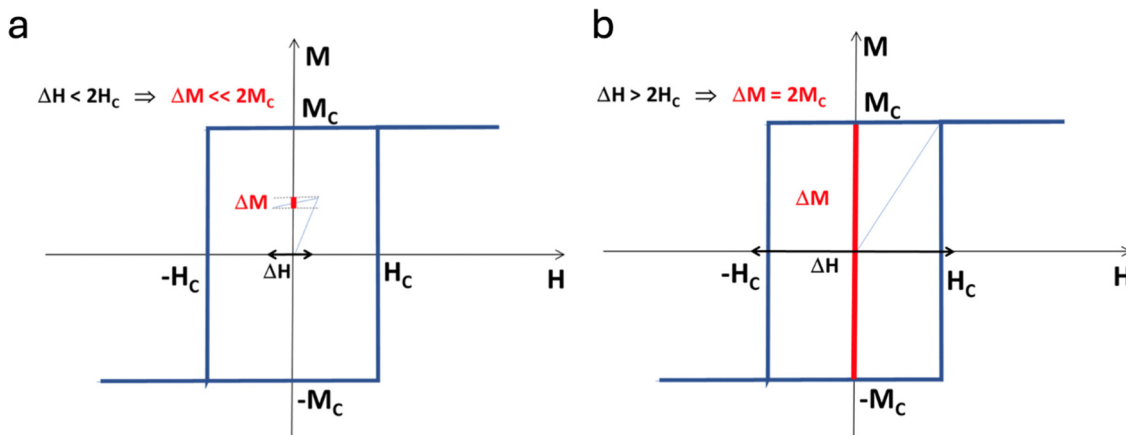 a
M
ΔH < 2H_C ⇒ ΔM << 2M_C
M_C
ΔM
ΔH
-H_C
H_C
H
-M_C
b
M
ΔH > 2H_C ⇒ ΔM = 2M_C
M_C
ΔM
ΔH
-H_C
H_C
H
-M_C